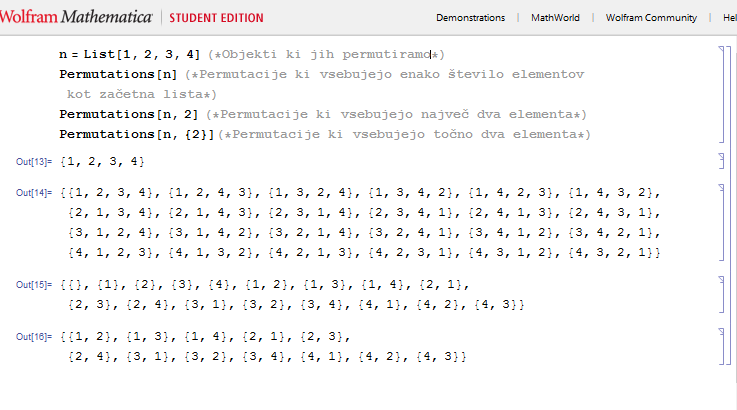 Wolfram Mathematica | STUDENT EDITION Demonstrations | MathWorld | Wolfram Community |
n = List[1, 2, 3, 4] (*Objekti ki jih permutiramo*)
Permutations[n] (*Permutacije ki vsebujejo enako število elementov
kot začetna lista*)
Permutations[n, 2] (*Permutacije ki vsebujejo največ dva elementa*)
Permutations[n, {2}] (*Permutacije ki vsebujejo točno dva elementa*)
Out[13]= {1, 2, 3, 4}
Out[14]= {{1, 2, 3, 4}, {1, 2, 4, 3}, {1, 3, 2, 4}, {1, 3, 4, 2}, {1, 4, 2, 3}, {1, 4, 3, 2},
{2, 1, 3, 4}, {2, 1, 4, 3}, {2, 3, 1, 4}, {2, 3, 4, 1}, {2, 4, 1, 3}, {2, 4, 3, 1},
{3, 1, 2, 4}, {3, 1, 4, 2}, {3, 2, 1, 4}, {3, 2, 4, 1}, {3, 4, 1, 2}, {3, 4, 2, 1},
{4, 1, 2, 3}, {4, 1, 3, 2}, {4, 2, 1, 3}, {4, 2, 3, 1}, {4, 3, 1, 2}, {4, 3, 2, 1}}
Out[15]= {{}, {1}, {2}, {3}, {4}, {1, 2}, {1, 3}, {1, 4}, {2, 1},
{2, 3}, {2, 4}, {3, 1}, {3, 2}, {3, 4}, {4, 1}, {4, 2}, {4, 3}}
Out[16]= {{1, 2}, {1, 3}, {1, 4}, {2, 1}, {2, 3},
{2, 4}, {3, 1}, {3, 2}, {3, 4}, {4, 1}, {4, 2}, {4, 3}}